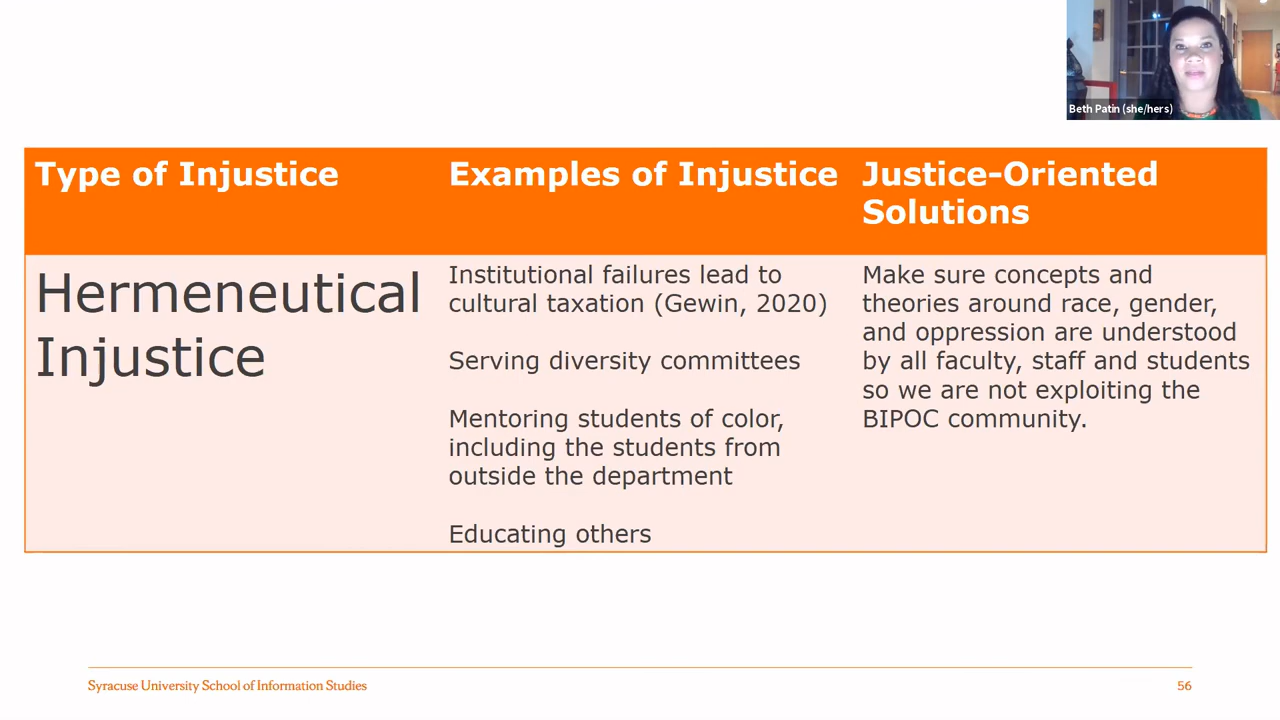 Beth Patin (she/hers)
Type of Injustice
Examples of Injustice
Justice-Oriented
Solutions
Hermeneutical
Injustice
Institutional failures lead to
cultural taxation (Gewin, 2020)
Serving diversity committees
Mentoring students of color,
including the students from
outside the department
Educating others
Make sure concepts and
theories around race, gender,
and oppression are understood
by all faculty, staff and students
so we are not exploiting the
BIPOC community.
Syracuse University School of Information Studies
56